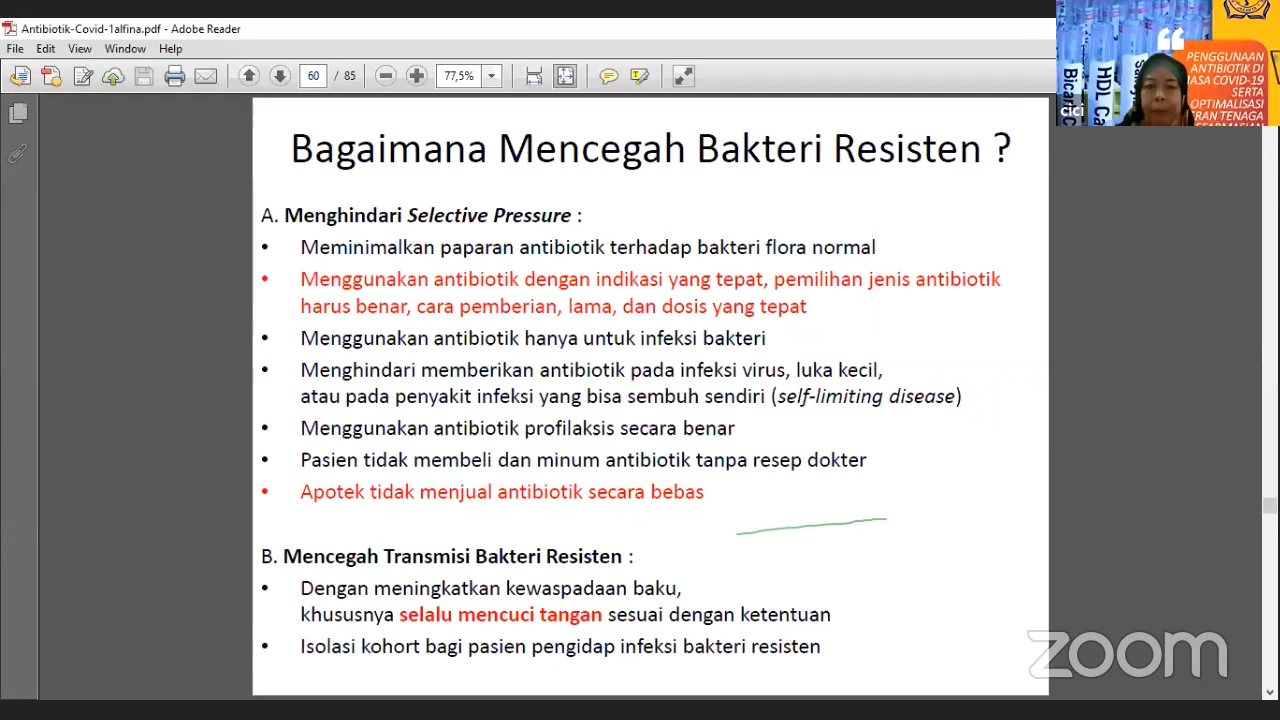 Antibiotik-Covid-1alfina.pdf - Adobe Reader
File Edit View Window Help
60 / 85 77,5%
PENGGUNAAN
ANTIBIOTIK DI
MASA COVID-19
SERTA
OPTIMALISASI
cici
Bagaimana Mencegah Bakteri Resisten ?
A. Menghindari Selective Pressure :
• Meminimalkan paparan antibiotik terhadap bakteri flora normal
• Menggunakan antibiotik dengan indikasi yang tepat, pemilihan jenis antibiotik
harus benar, cara pemberian, lama, dan dosis yang tepat
• Menggunakan antibiotik hanya untuk infeksi bakteri
• Menghindari memberikan antibiotik pada infeksi virus, luka kecil,
atau pada penyakit infeksi yang bisa sembuh sendiri (self-limiting disease)
• Menggunakan antibiotik profilaksis secara benar
• Pasien tidak membeli dan minum antibiotik tanpa resep dokter
• Apotek tidak menjual antibiotik secara bebas
B. Mencegah Transmisi Bakteri Resisten :
• Dengan meningkatkan kewaspadaan baku,
khususnya selalu mencuci tangan sesuai dengan ketentuan
• Isolasi kohort bagi pasien pengidap infeksi bakteri resisten
zoom